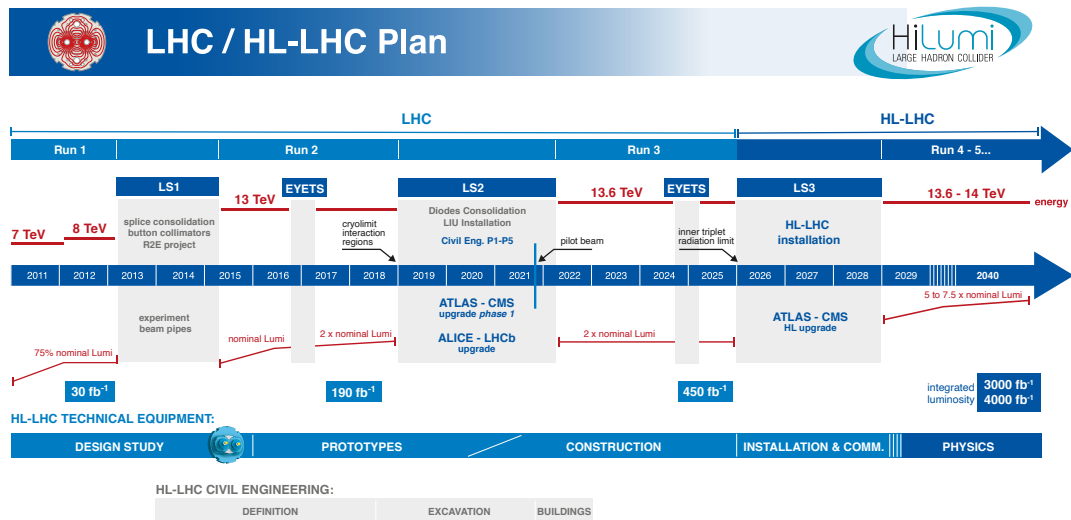 LHC / HL-LHC Plan
HiLumi
LARGE HADRON COLLIDER
LHC
HL-LHC
Run 1
Run 2
Run 3
Run 4 - 5...
LS1
EYETS
LS2
EYETS
LS3
7 TeV
8 TeV
13 TeV
13.6 TeV
13.6 - 14 TeV
energy
splice consolidation
button collimators
R2E project
cryolimit
interaction
regions
Diodes Consolidation
LIU Installation
Civil Eng. P1-P5
pilot beam
inner triplet
radiation limit
HL-LHC
installation
2011 2012 2013 2014 2015 2016 2017 2018 2019 2020 2021 2022 2023 2024 2025 2026 2027 2028 2029 2040
experiment
beam pipes
ATLAS - CMS
upgrade phase 1
ALICE - LHCb
upgrade
ATLAS - CMS
HL upgrade
5 to 7.5 x nominal Lumi
75% nominal Lumi
nominal Lumi
2 x nominal Lumi
2 x nominal Lumi
30 fb⁻¹
190 fb⁻¹
450 fb⁻¹
integrated
luminosity
3000 fb⁻¹
4000 fb⁻¹
HL-LHC TECHNICAL EQUIPMENT:
DESIGN STUDY
PROTOTYPES
CONSTRUCTION
INSTALLATION & COMM.
PHYSICS
HL-LHC CIVIL ENGINEERING:
DEFINITION
EXCAVATION
BUILDINGS